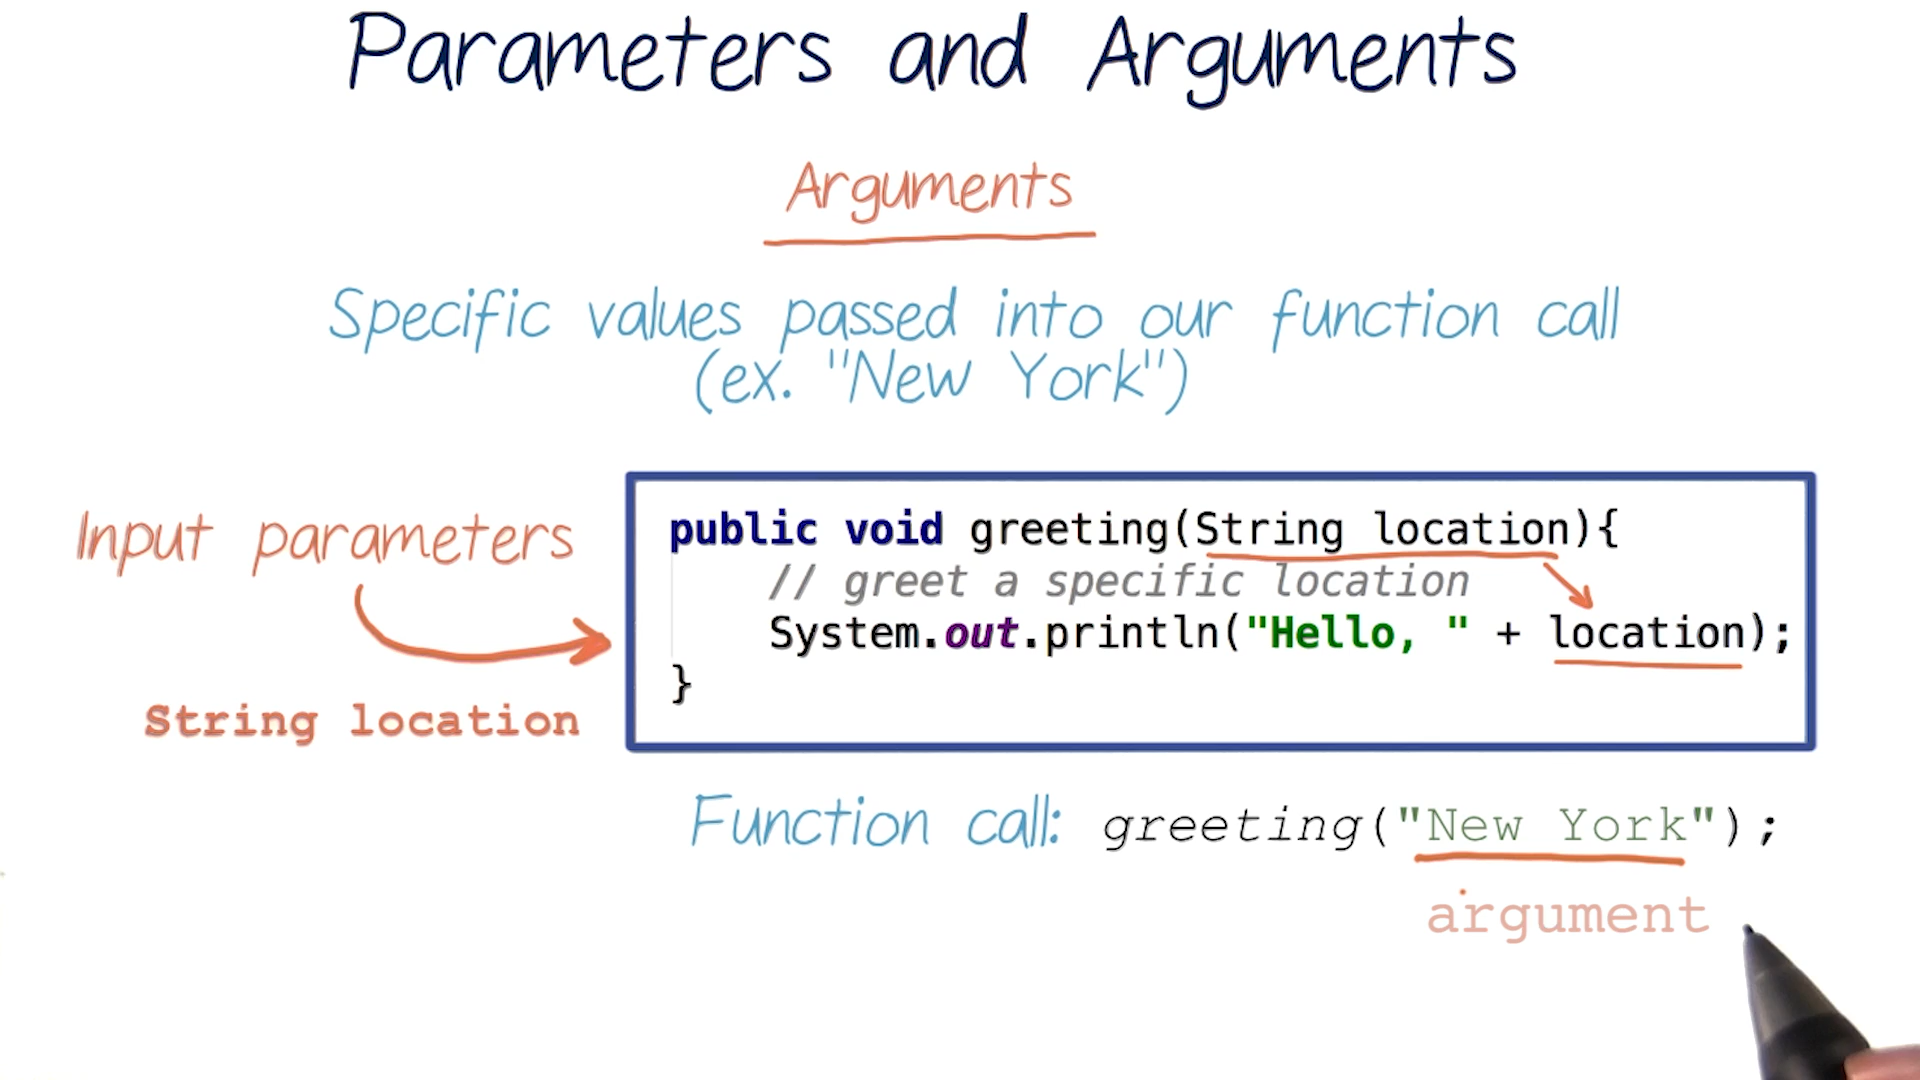 Parameters and Arguments
Arguments
Specific values passed into our function call
(ex. "New York")
Input parameters
String location
public void greeting(String location){
// greet a specific location
System.out.println("Hello, " + location);
}
Function call: greeting("New York");
argument